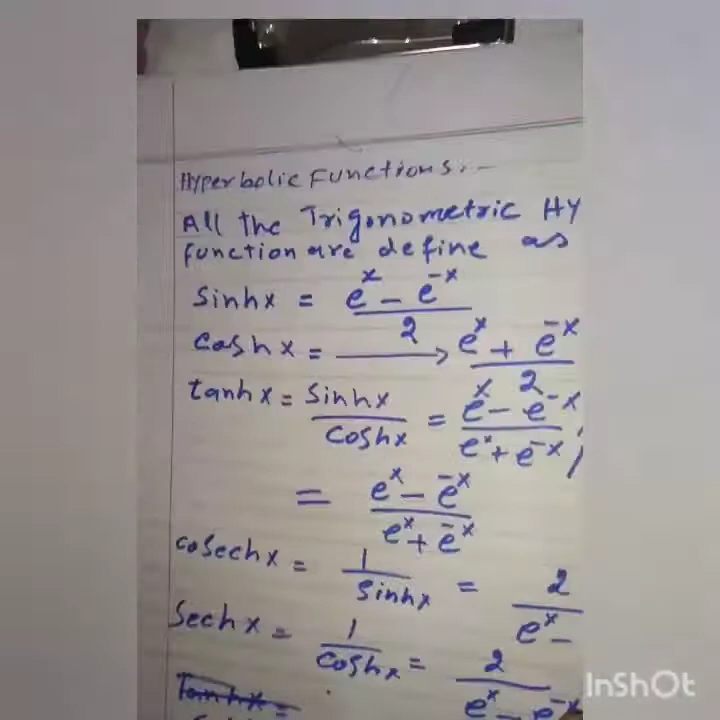 Hyperbolic Functions:-
All the Trigonometric HY
function are define as
Sinhx = e^x - e^-x / 2
Coshx = ⟶ e^x + e^-x / 2
tanhx = Sinhx / Coshx = e^x - e^-x / e^x + e^-x
= e^x - e^-x / e^x + e^-x
Cosechx = 1 / Sinhx = 2 / e^x -
Sechx = 1 / Coshx = 2 / e^x - e^-x
Tanhx =
InShOt